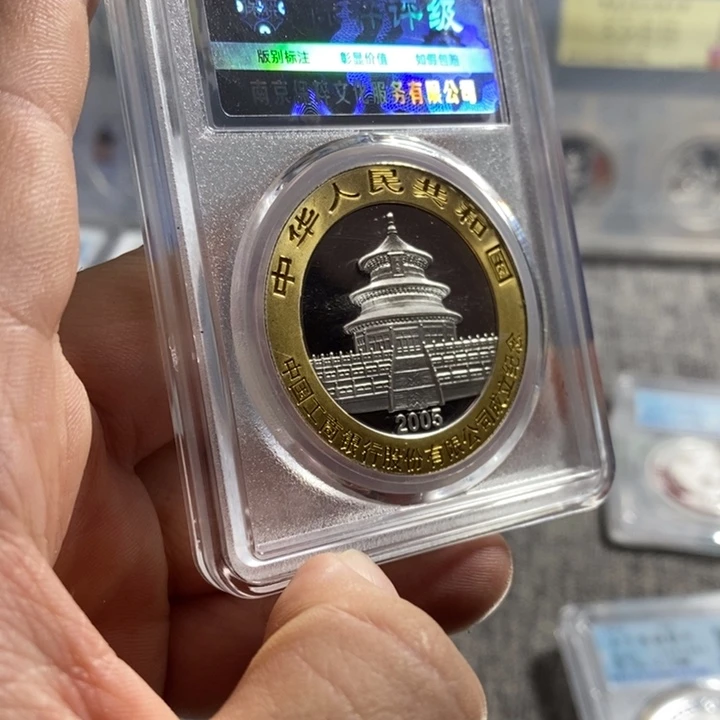 评级
版别标注 彰显价值 如假包赔
南京
文化服务有限公司
中华人民共和国
2005
中国工商银行股份有限公司成立纪念